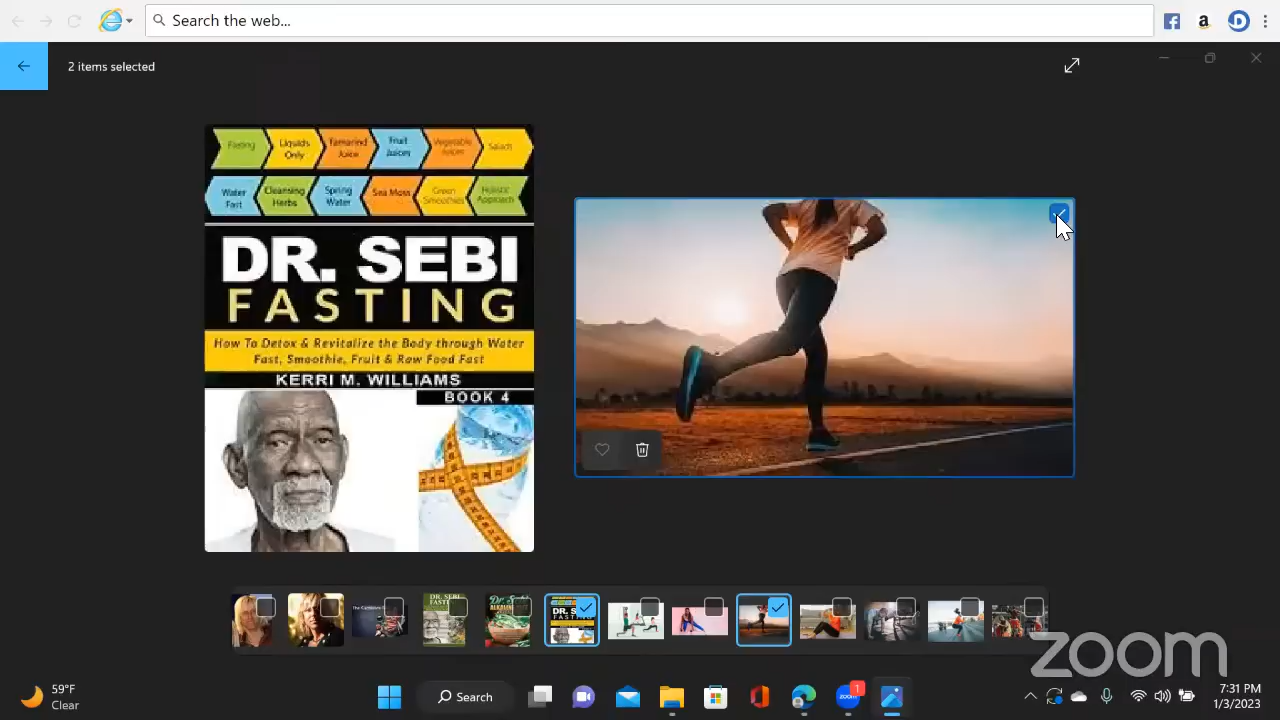 Search the web...
2 items selected
Fasting
Liquids
Only
Tamarind
Juice
Fruit
Juices
Vegetable
Juices
Salads
Water
Fast
Cleansing
Herbs
Spring
Water
Sea Moss
Green
Smoothies
Holistic
Approach
DR. SEBI
FASTING
How To Detox & Revitalize the Body through Water
Fast, Smoothie, Fruit & Raw Food Fast
KERRI M. WILLIAMS
BOOK 4
zoom
59°F
Clear
Search
zoom
1
7:31 PM
1/3/2023